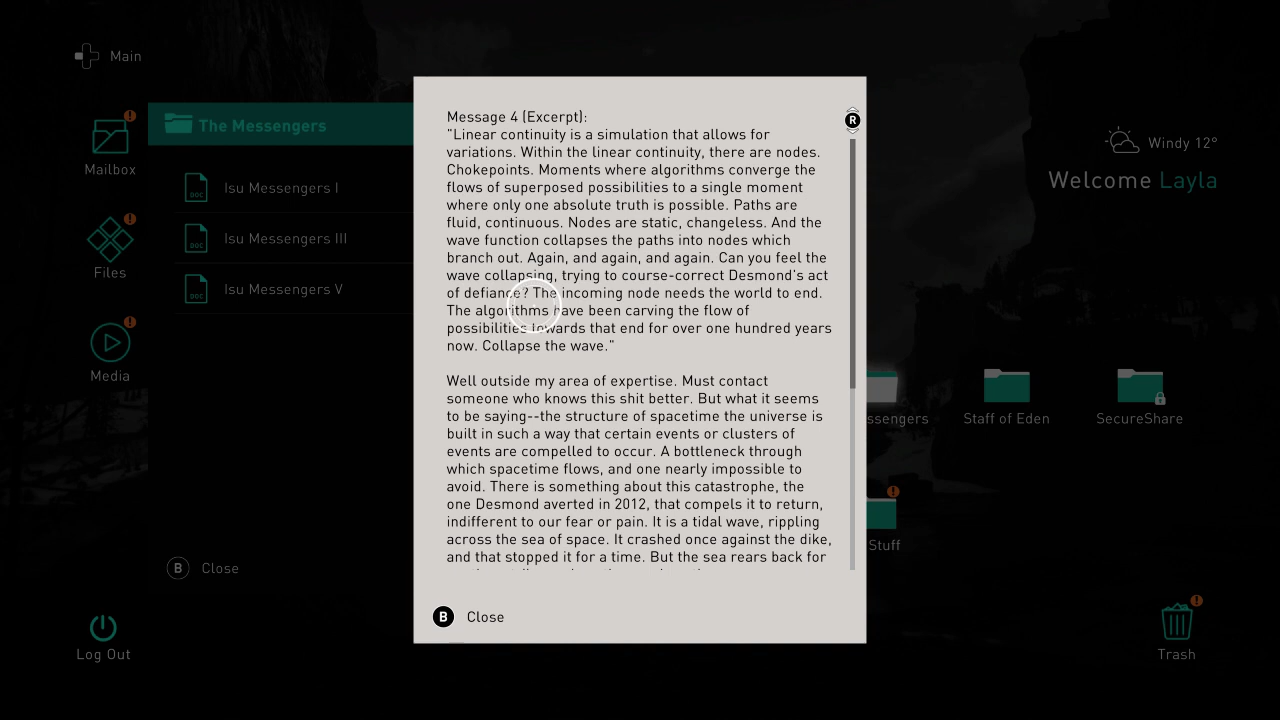 Main
Mailbox
Files
Media
Log Out
The Messengers
Isu Messengers I
Isu Messengers III
Isu Messengers V
DOC
DOC
DOC
B Close
Message 4 (Excerpt):
"Linear continuity is a simulation that allows for
variations. Within the linear continuity, there are nodes.
Chokepoints. Moments where algorithms converge the
flows of superposed possibilities to a single moment
where only one absolute truth is possible. Paths are
fluid, continuous. Nodes are static, changeless. And the
wave function collapses the paths into nodes which
branch out. Again, and again, and again. Can you feel the
wave collapsing, trying to course-correct Desmond's act
of defiance? The incoming node needs the world to end.
The algorithms have been carving the flow of
possibilities towards that end for over one hundred years
now. Collapse the wave."
Well outside my area of expertise. Must contact
someone who knows this shit better. But what it seems
to be saying--the structure of spacetime the universe is
built in such a way that certain events or clusters of
events are compelled to occur. A bottleneck through
which spacetime flows, and one nearly impossible to
avoid. There is something about this catastrophe, the
one Desmond averted in 2012, that compels it to return,
indifferent to our fear or pain. It is a tidal wave, rippling
across the sea of space. It crashed once against the dike,
and that stopped it for a time. But the sea rears back for
R
B Close
Windy 12°
Welcome Layla
ssengers
Staff of Eden
SecureShare
Stuff
Trash